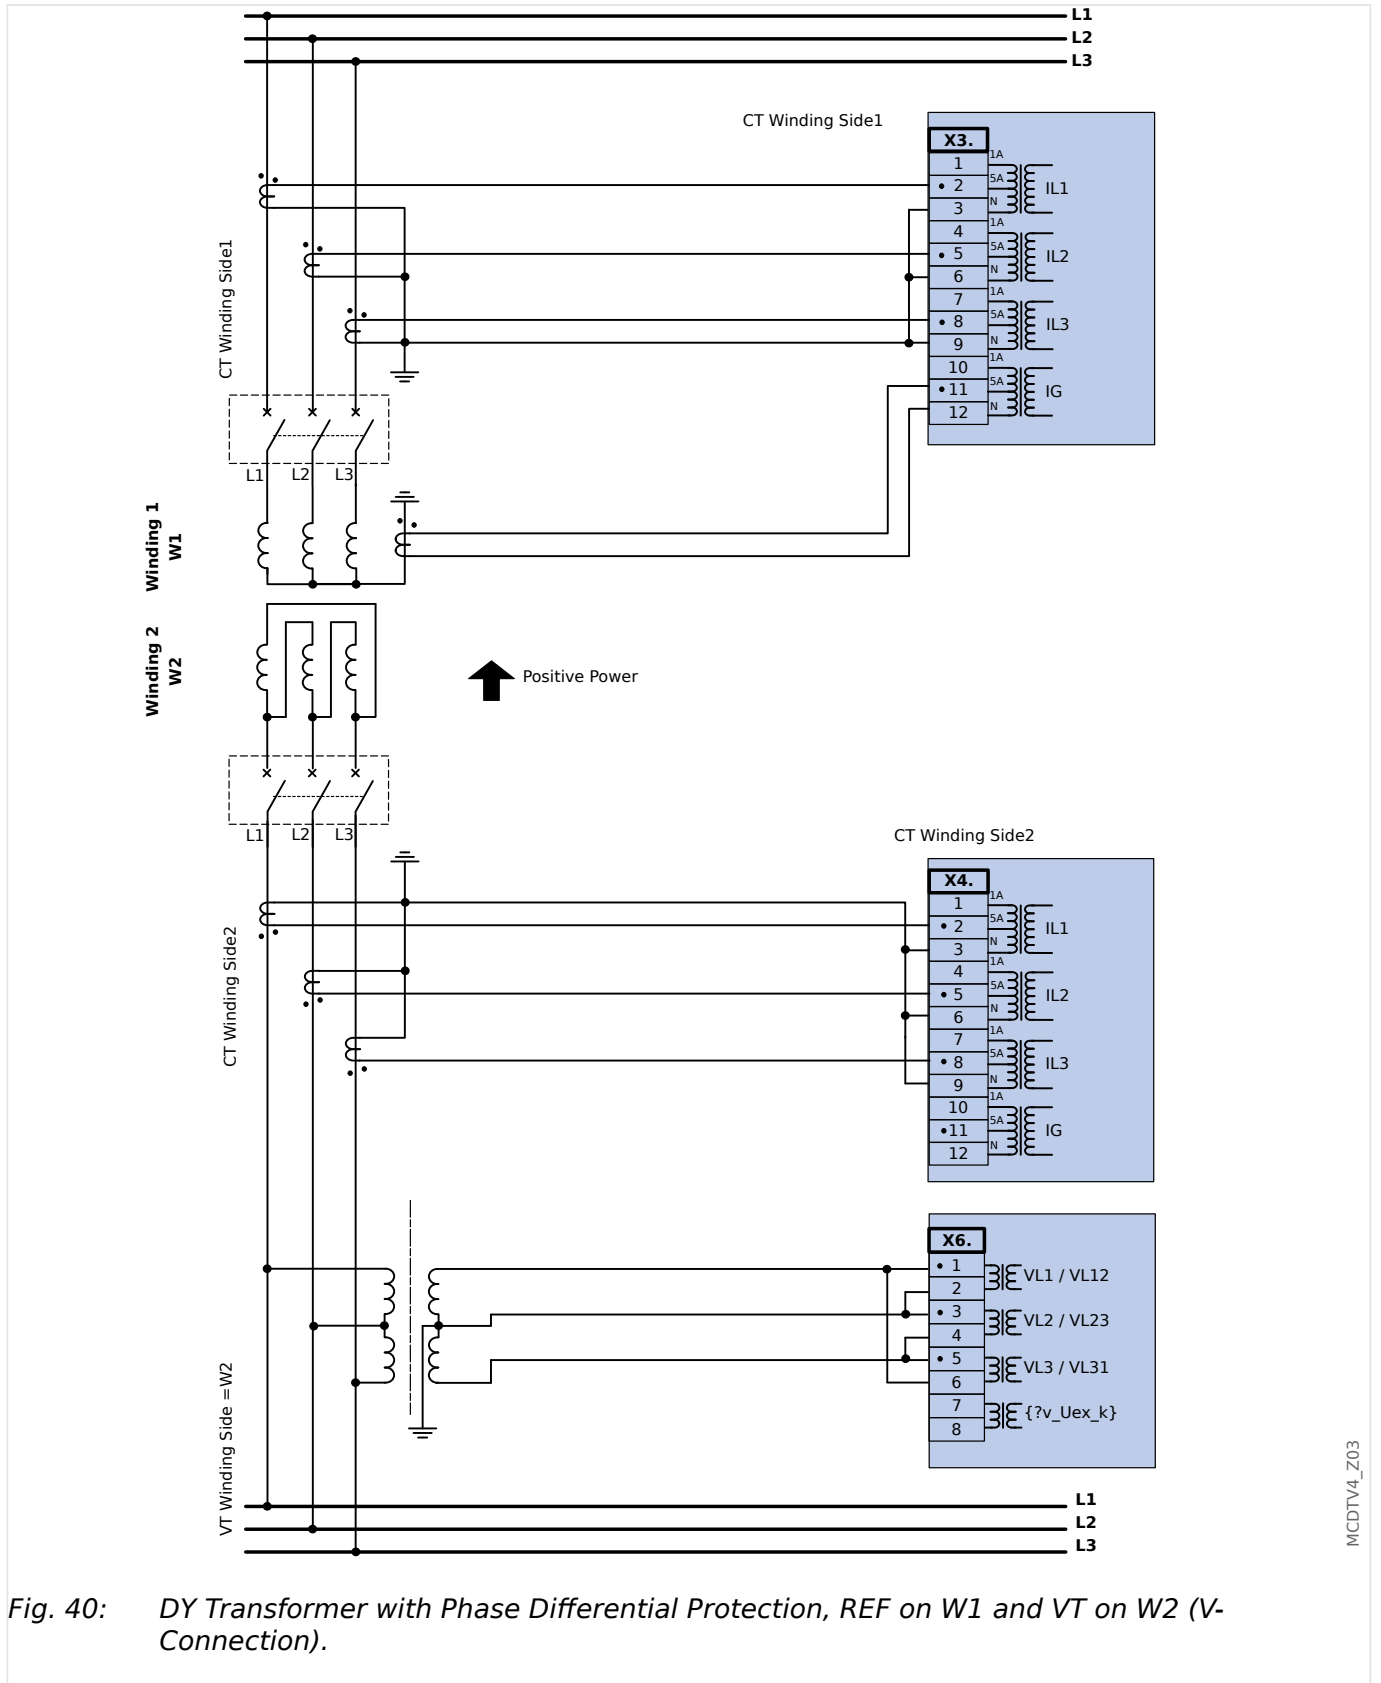 L1
L2
L3
CT Winding Side1
X3.
1
1A
2
5A
IL1
3
N
4
1A
5
5A
IL2
6
N
7
1A
8
5A
IL3
9
N
10
1A
11
5A
IG
12
N
CT Winding Side1
L1 L2 L3
Winding 1
W1
Winding 2
W2
Positive Power
L1 L2 L3
CT Winding Side2
X4.
1
1A
2
5A
IL1
3
N
4
1A
5
5A
IL2
6
N
7
1A
8
5A
IL3
9
N
10
1A
11
5A
IG
12
N
CT Winding Side2
X6.
1
VL1 / VL12
2
3
VL2 / VL23
4
5
VL3 / VL31
6
7
{?v_Uex_k}
8
VT Winding Side =W2
L1
L2
L3
MCDTV4_Z03
Fig. 40: DY Transformer with Phase Differential Protection, REF on W1 and VT on W2 (V-
Connection).